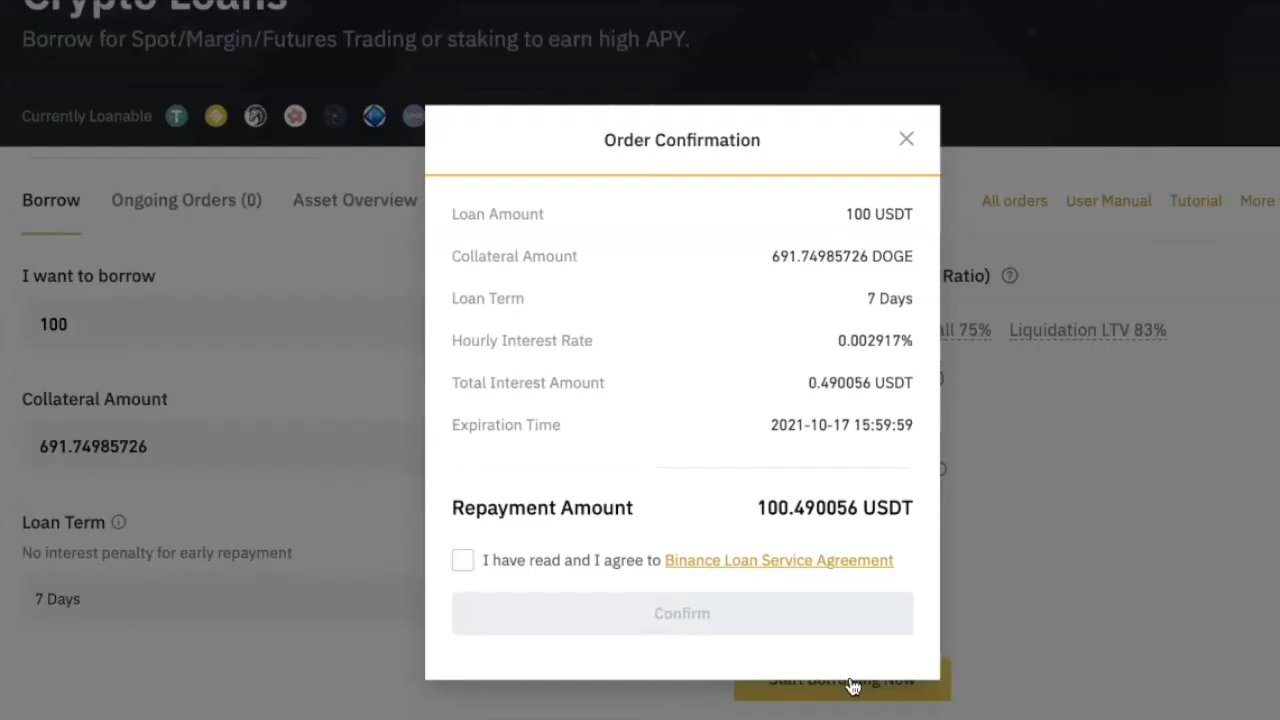 Crypto Loans
Borrow for Spot/Margin/Futures Trading or staking to earn high APY.
Currently Loanable
Borrow
Ongoing Orders (0)
Asset Overview
All orders
User Manual
Tutorial
More
I want to borrow
100
Collateral Amount
691.74985726
Loan Term
No interest penalty for early repayment
7 Days
Ratio)
75%
Liquidation LTV 83%
Order Confirmation
Loan Amount 100 USDT
Collateral Amount 691.74985726 DOGE
Loan Term 7 Days
Hourly Interest Rate 0.002917%
Total Interest Amount 0.490056 USDT
Expiration Time 2021-10-17 15:59:59
Repayment Amount 100.490056 USDT
I have read and I agree to Binance Loan Service Agreement
Confirm
Start Borrowing Now